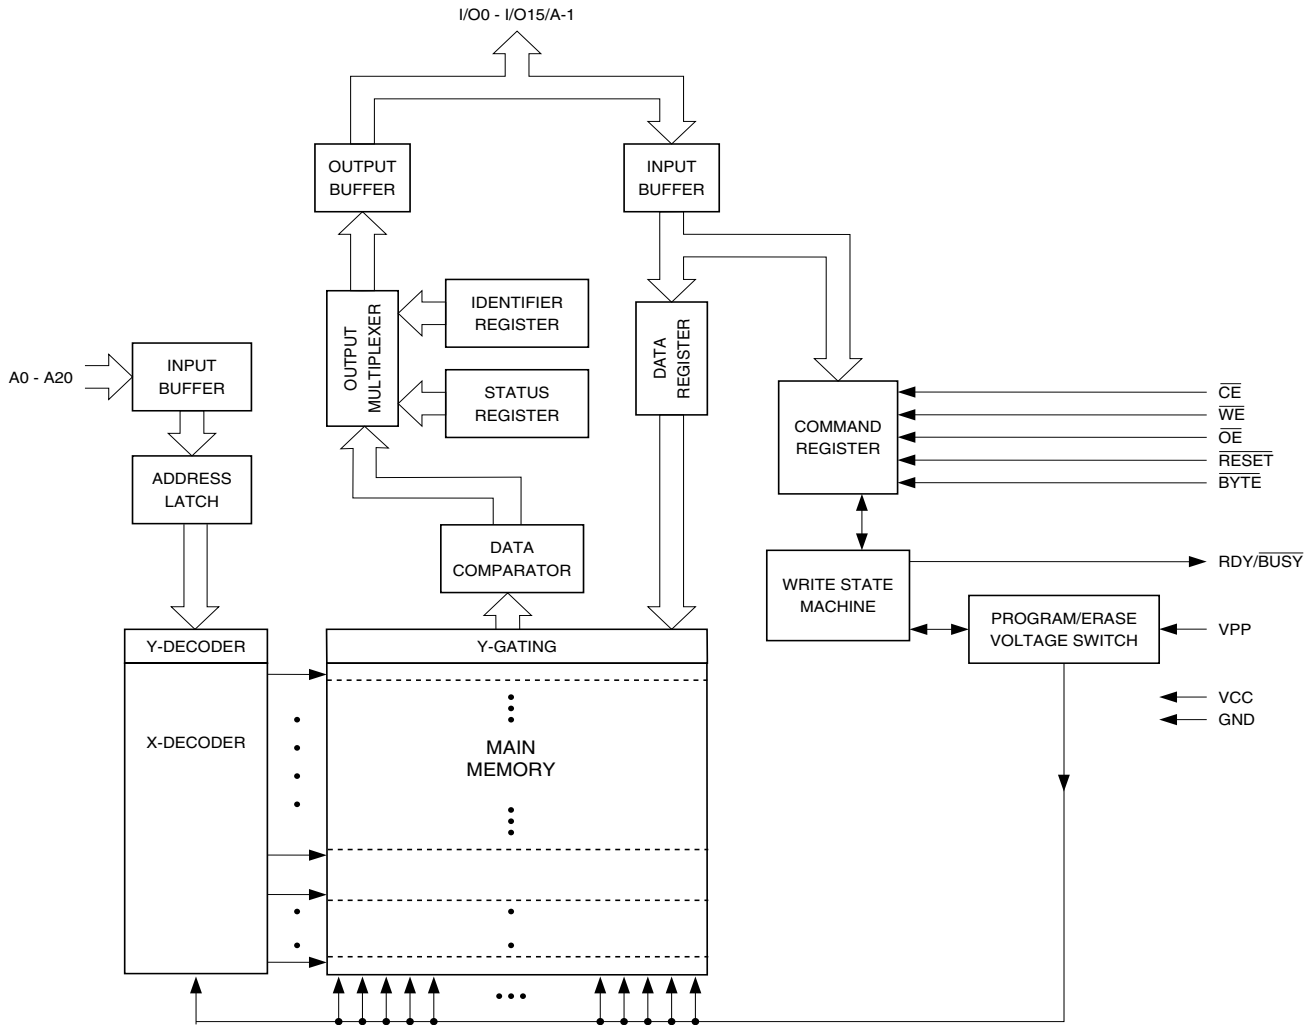 I/O0 - I/O15/A-1
OUTPUT
BUFFER
INPUT
BUFFER
IDENTIFIER
REGISTER
OUTPUT
MULTIPLEXER
STATUS
REGISTER
DATA
REGISTER
A0 - A20
INPUT
BUFFER
ADDRESS
LATCH
COMMAND
REGISTER
CE
WE
OE
RESET
BYTE
DATA
COMPARATOR
WRITE STATE
MACHINE
RDY/BUSY
PROGRAM/ERASE
VOLTAGE SWITCH
VPP
VCC
GND
Y-DECODER
Y-GATING
X-DECODER
MAIN
MEMORY